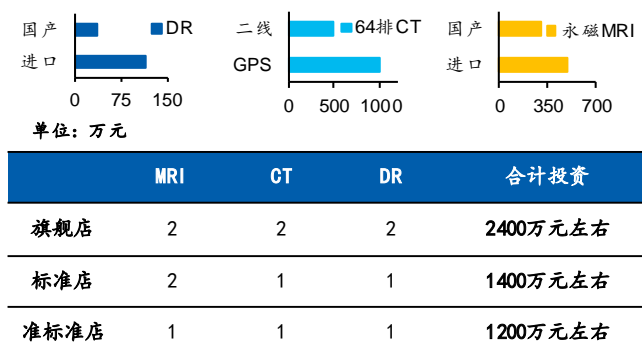 国产
进口
DR
0 75 150
二线
GPS
64排CT
0 500 1000
国产
进口
永磁MRI
0 350 700
单位：万元
MRI CT DR 合计投资
旗舰店 2 2 2 2400万元左右
标准店 2 1 1 1400万元左右
准标准店 1 1 1 1200万元左右